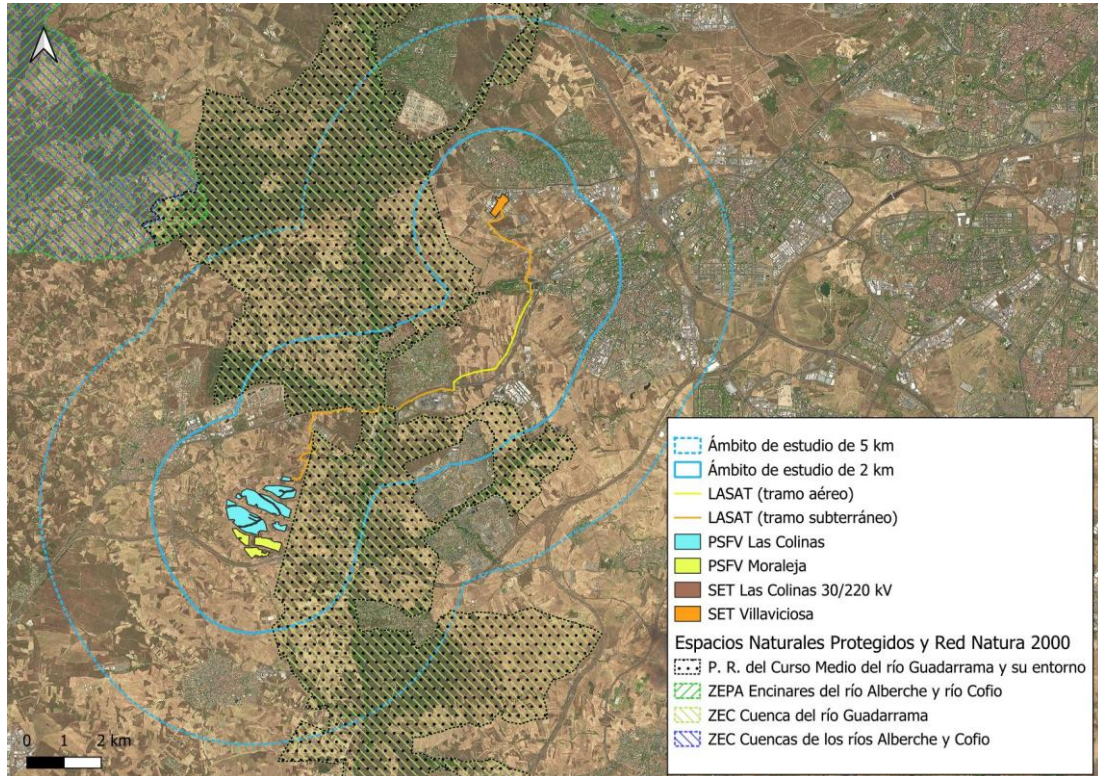 Ámbito de estudio de 5 km
Ámbito de estudio de 2 km
LASAT (tramo aéreo)
LASAT (tramo subterráneo)
PSFV Las Colinas
PSFV Moraleja
SET Las Colinas 30/220 kV
SET Villaviciosa
Espacios Naturales Protegidos y Red Natura 2000
P. R. del Curso Medio del río Guadarrama y su entorno
ZEPA Encinares del río Alberche y río Cofio
ZEC Cuenca del río Guadarrama
ZEC Cuencas de los ríos Alberche y Cofio
0 1 2 km